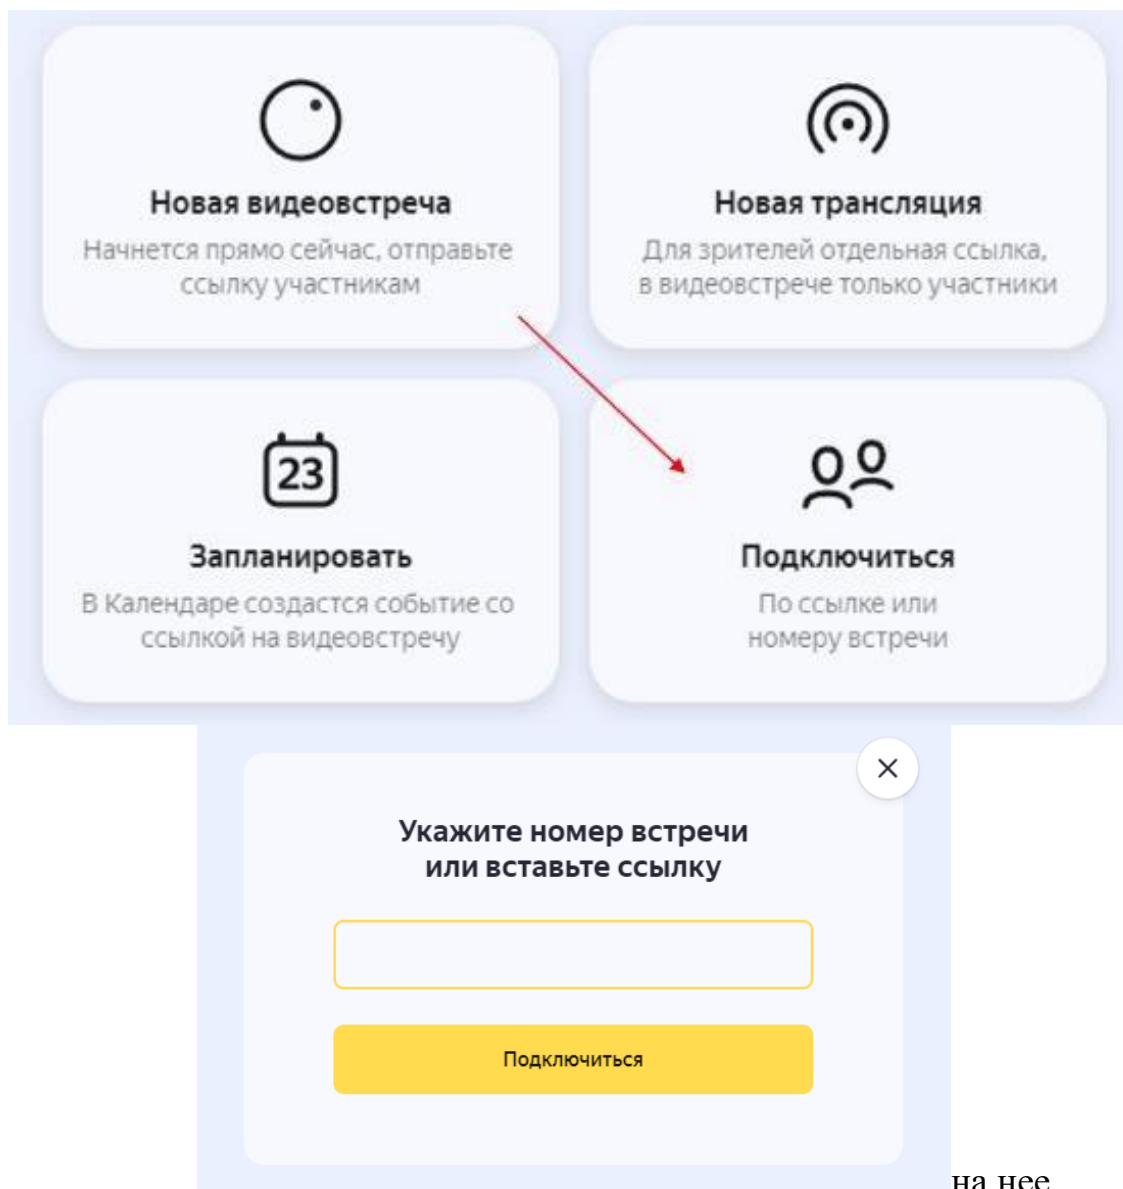 Новая видеовстреча
Начнется прямо сейчас, отправьте
ссылку участникам
Новая трансляция
Для зрителей отдельная ссылка,
в видеовстрече только участники
23
Запланировать
В Календаре создастся событие со
ссылкой на видеовстречу
Подключиться
По ссылке или
номеру встречи
Укажите номер встречи
или вставьте ссылку
Подключиться
на нее